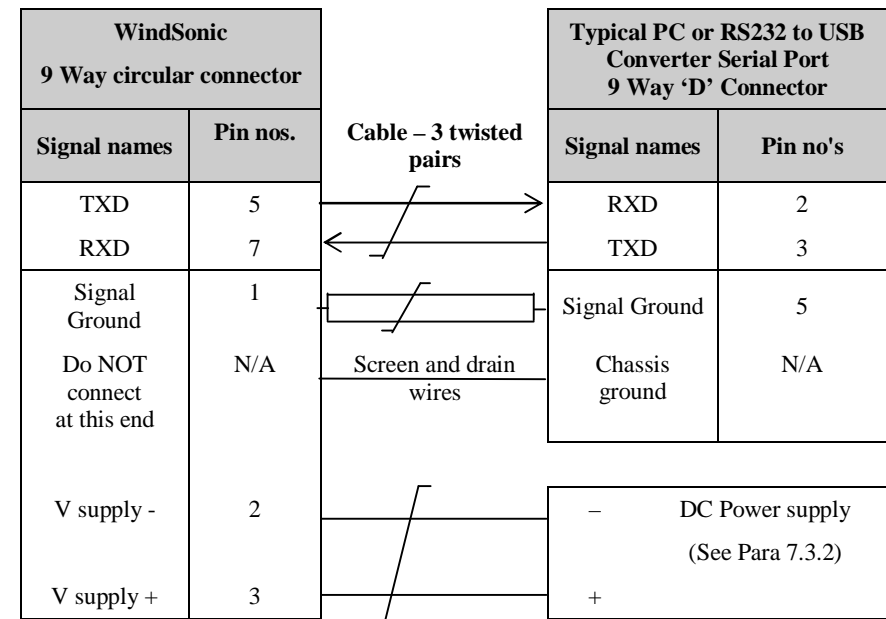 WindSonic
9 Way circular connector
Typical PC or RS232 to USB
Converter Serial Port
9 Way ‘D’ Connector
Signal names
Pin nos.
Cable – 3 twisted
pairs
Signal names
Pin no's
TXD 5 RXD 2
RXD 7 TXD 3
Signal
Ground
1
Signal Ground 5
Do NOT
connect
at this end
N/A
Screen and drain
wires
Chassis
ground
N/A
V supply - 2 – DC Power supply
(See Para 7.3.2)
V supply + 3 +